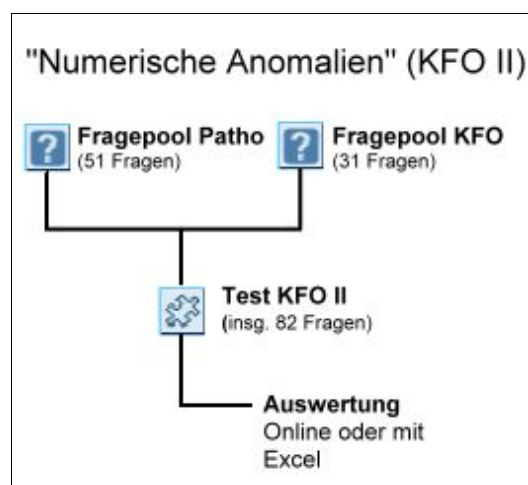 "Numerische Anomalien" (KFO II)
Fragepool Patho
(51 Fragen)
Fragepool KFO
(31 Fragen)
Test KFO II
(insg. 82 Fragen)
Auswertung
Online oder mit
Excel